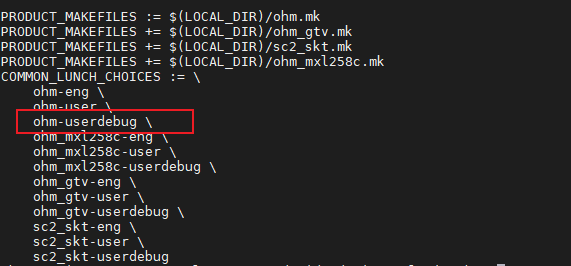 PRODUCT_MAKEFILES := $(LOCAL_DIR)/ohm.mk
PRODUCT_MAKEFILES += $(LOCAL_DIR)/ohm_gtv.mk
PRODUCT_MAKEFILES += $(LOCAL_DIR)/sc2_skt.mk
PRODUCT_MAKEFILES += $(LOCAL_DIR)/ohm_mxl258c.mk
COMMON_LUNCH_CHOICES := \
    ohm-eng \
    ohm-user \
    ohm-userdebug \
    ohm_mxl258c-eng \
    ohm_mxl258c-user \
    ohm_mxl258c-userdebug \
    ohm_gtv-eng \
    ohm_gtv-user \
    ohm_gtv-userdebug \
    sc2_skt-eng \
    sc2_skt-user \
    sc2_skt-userdebug